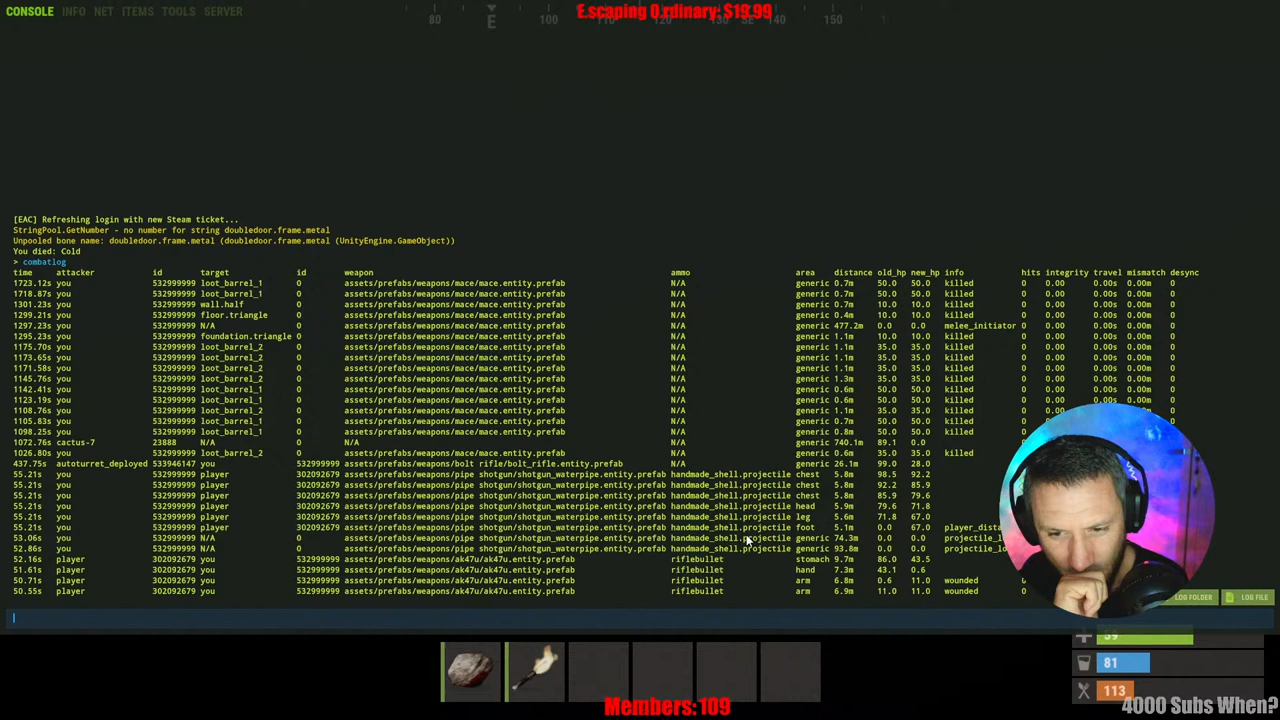 CONSOLE INFO NET ITEMS TOOLS SERVER
80 E 100 110 120 130 SE 140 150
E.scaping O.rdinary: $19.99
[EAC] Refreshing login with new Steam ticket...
StringPool.GetNumber - no number for string doubledoor.frame.metal
Unpooled bone name: doubledoor.frame.metal (doubledoor.frame.metal (UnityEngine.GameObject))
You died: Cold
> combatlog
time attacker id target id weapon ammo area distance old_hp new_hp info hits integrity travel mismatch desync
1723.12s you 532999999 loot_barrel_1 0 assets/prefabs/weapons/mace/mace.entity.prefab N/A generic 0.7m 50.0 50.0 killed 0 0.00 0.00s 0.00m 0
1718.87s you 532999999 loot_barrel_1 0 assets/prefabs/weapons/mace/mace.entity.prefab N/A generic 0.7m 50.0 50.0 killed 0 0.00 0.00s 0.00m 0
1301.23s you 532999999 wall.half 0 assets/prefabs/weapons/mace/mace.entity.prefab N/A generic 0.7m 10.0 10.0 killed 0 0.00 0.00s 0.00m 0
1299.21s you 532999999 floor.triangle 0 assets/prefabs/weapons/mace/mace.entity.prefab N/A generic 0.4m 10.0 10.0 killed 0 0.00 0.00s 0.00m 0
1297.23s you 532999999 N/A 0 assets/prefabs/weapons/mace/mace.entity.prefab N/A generic 477.2m 0.0 0.0 melee_initiator 0 0.00 0.00s 0.00m 0
1295.23s you 532999999 foundation.triangle 0 assets/prefabs/weapons/mace/mace.entity.prefab N/A generic 1.1m 10.0 10.0 killed 0 0.00 0.00s 0.00m 0
1175.70s you 532999999 loot_barrel_2 0 assets/prefabs/weapons/mace/mace.entity.prefab N/A generic 1.1m 35.0 35.0 killed 0 0.00 0.00s 0.00m 0
1173.65s you 532999999 loot_barrel_2 0 assets/prefabs/weapons/mace/mace.entity.prefab N/A generic 1.1m 35.0 35.0 killed 0 0.00 0.00s 0.00m 0
1171.58s you 532999999 loot_barrel_2 0 assets/prefabs/weapons/mace/mace.entity.prefab N/A generic 1.1m 35.0 35.0 killed 0 0.00 0.00s 0.00m 0
1145.76s you 532999999 loot_barrel_2 0 assets/prefabs/weapons/mace/mace.entity.prefab N/A generic 1.3m 35.0 35.0 killed 0 0.00 0.00s 0.00m 0
1142.41s you 532999999 loot_barrel_1 0 assets/prefabs/weapons/mace/mace.entity.prefab N/A generic 0.6m 50.0 50.0 killed 0 0.00 0.00s 0.00m 0
1123.19s you 532999999 loot_barrel_1 0 assets/prefabs/weapons/mace/mace.entity.prefab N/A generic 0.7m 50.0 50.0 killed 0 0.00 0.00s 0.00m 0
1108.76s you 532999999 loot_barrel_2 0 assets/prefabs/weapons/mace/mace.entity.prefab N/A generic 1.1m 35.0 35.0 killed 0 0.00
1105.83s you 532999999 loot_barrel_1 0 assets/prefabs/weapons/mace/mace.entity.prefab N/A generic 0.7m 50.0 50.0 killed 0
1098.25s you 532999999 loot_barrel_1 0 assets/prefabs/weapons/mace/mace.entity.prefab N/A generic 0.8m 50.0 50.0 killed 0
1072.76s cactus-7 23888 N/A 0 N/A N/A generic 740.1m 89.1 0.0
1026.80s you 532999999 loot_barrel_2 0 assets/prefabs/weapons/mace/mace.entity.prefab N/A generic 0.6m 35.0 35.0 killed
437.75s autoturret_deployed 533946147 you 532999999 assets/prefabs/weapons/bolt rifle/bolt_rifle.entity.prefab N/A generic 26.1m 99.0 28.0
55.21s you 532999999 player 302092679 assets/prefabs/weapons/pipe shotgun/shotgun_waterpipe.entity.prefab handmade_shell.projectile chest 5.8m 98.5 92.2
55.21s you 532999999 player 302092679 assets/prefabs/weapons/pipe shotgun/shotgun_waterpipe.entity.prefab handmade_shell.projectile chest 5.8m 92.2 85.9
55.21s you 532999999 player 302092679 assets/prefabs/weapons/pipe shotgun/shotgun_waterpipe.entity.prefab handmade_shell.projectile chest 5.8m 85.9 79.6
55.21s you 532999999 player 302092679 assets/prefabs/weapons/pipe shotgun/shotgun_waterpipe.entity.prefab handmade_shell.projectile head 5.9m 79.6 71.8
55.21s you 532999999 player 302092679 assets/prefabs/weapons/pipe shotgun/shotgun_waterpipe.entity.prefab handmade_shell.projectile leg 5.6m 71.8 67.0
55.21s you 532999999 player 302092679 assets/prefabs/weapons/pipe shotgun/shotgun_waterpipe.entity.prefab handmade_shell.projectile foot 5.1m 0.0 67.0 player_dista
53.06s you 532999999 N/A 0 assets/prefabs/weapons/pipe shotgun/shotgun_waterpipe.entity.prefab handmade_shell.projectile generic 74.3m 0.0 0.0 projectile_lo
52.86s you 532999999 N/A 0 assets/prefabs/weapons/pipe shotgun/shotgun_waterpipe.entity.prefab handmade_shell.projectile generic 93.8m 0.0 0.0 projectile_lo
52.16s player 302092679 you 532999999 assets/prefabs/weapons/ak47u/ak47u.entity.prefab riflebullet stomach 9.7m 86.0 43.5
51.61s player 302092679 you 532999999 assets/prefabs/weapons/ak47u/ak47u.entity.prefab riflebullet hand 7.3m 43.1 0.6
50.71s player 302092679 you 532999999 assets/prefabs/weapons/ak47u/ak47u.entity.prefab riflebullet arm 6.8m 0.6 11.0 wounded 0
50.55s player 302092679 you 532999999 assets/prefabs/weapons/ak47u/ak47u.entity.prefab riflebullet arm 6.9m 11.0 11.0 wounded
LOG FOLDER LOG FILE
59
81
113
Members: 109
4000 Subs When?